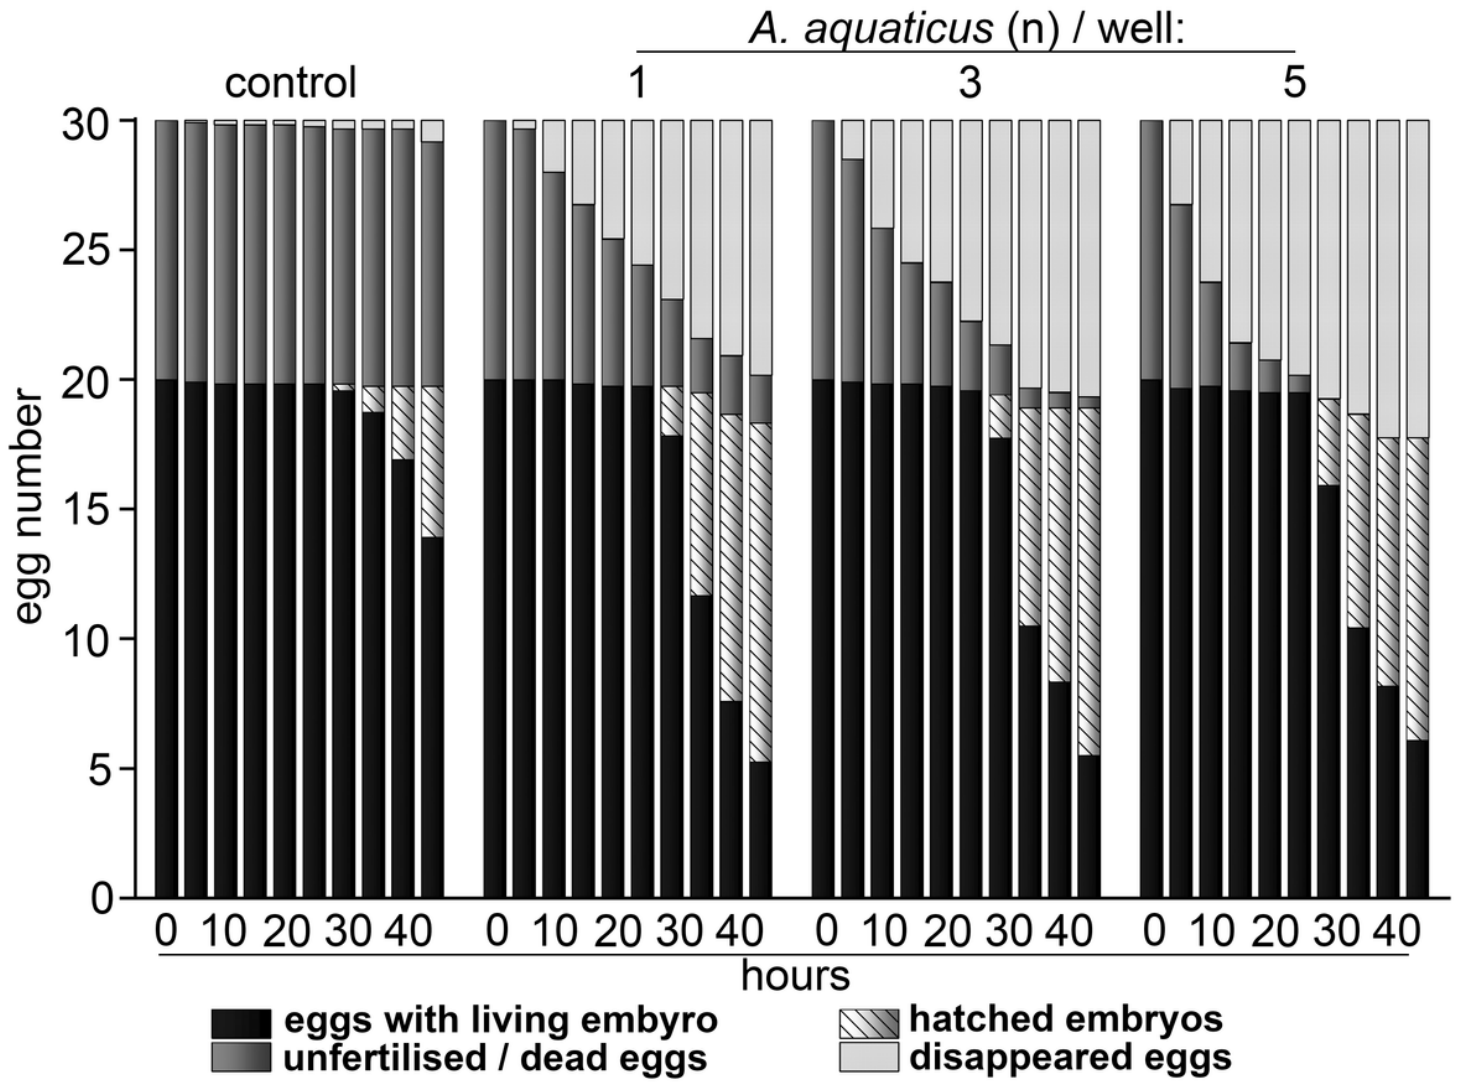 A. aquaticus (n) / well:
control 1 3 5
30
25
20
15
10
5
0
egg number
0 10 20 30 40 0 10 20 30 40 0 10 20 30 40 0 10 20 30 40
hours
eggs with living embyro hatched embryos
unfertilised / dead eggs disappeared eggs